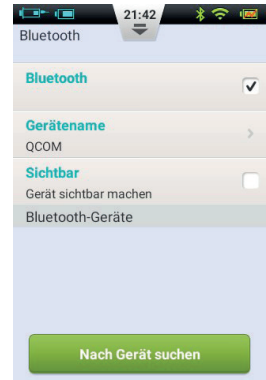 21:42
Bluetooth
Bluetooth
Gerätename
QCOM
Sichtbar
Gerät sichtbar machen
Bluetooth-Geräte
Nach Gerät suchen